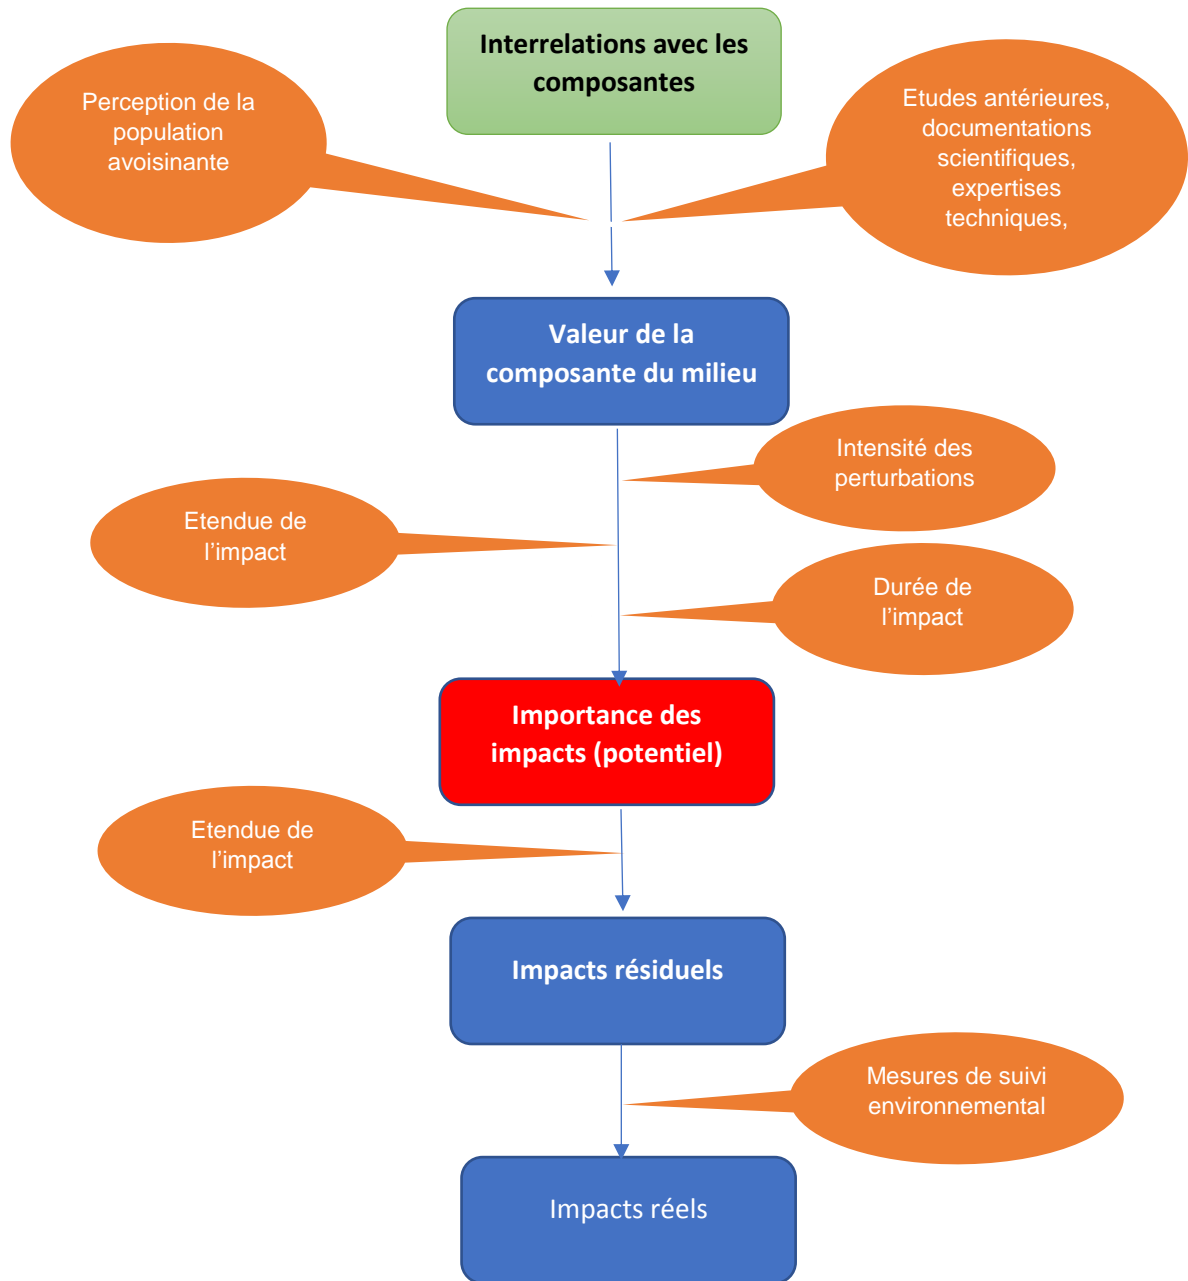 Interrelations avec les
composantes
Perception de la
population
avoisinante
Etudes antérieures,
documentations
scientifiques,
expertises
techniques,
Valeur de la
composante du milieu
Intensité des
perturbations
Etendue de
l’impact
Durée de
l’impact
Importance des
impacts (potentiel)
Etendue de
l’impact
Impacts résiduels
Mesures de suivi
environnemental
Impacts réels